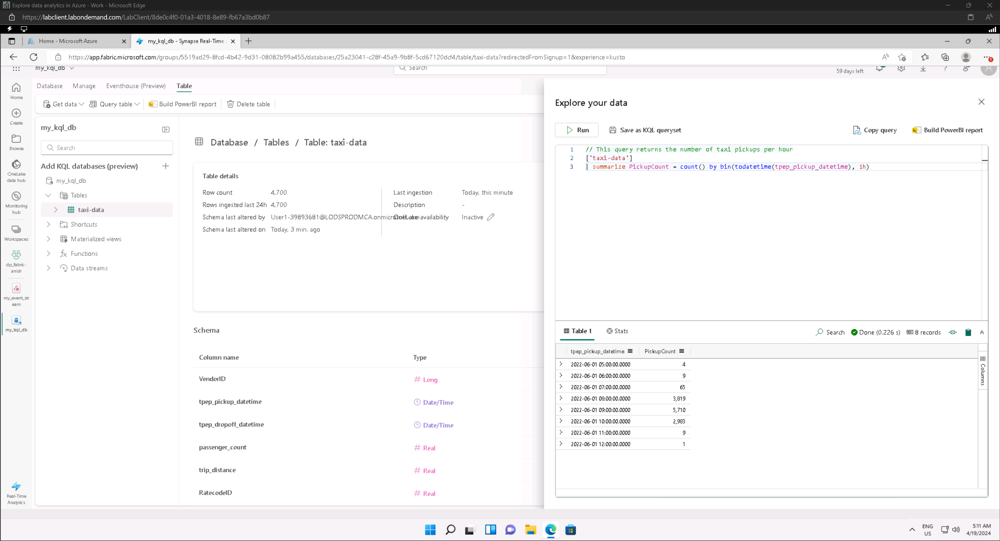 Explore data analytics in Azure - Work - Microsoft Edge
https://labclient.labondemand.com/LabClient/8de0c4f0-01a3-4018-8e89-fb67a3bd0b87
Home - Microsoft Azure
my_kql_db - Synapse Real-Time
https://app.fabric.microsoft.com/groups/5519ad29-8fcd-4b42-9d31-08082b99a455/databases/25a23041-c28f-45a9-9b8f-5cd67120dcf4/table/taxi-data?redirectedFromSignup=1&experience=kusto
my_kql_db
Search
59 days left
Home
Create
Browse
OneLake
data hub
Monitoring
hub
Workspaces
dp_fabric-
anish
my_event_str
eam
my_kql_db
Real-Time
Analytics
Database Manage Eventhouse (Preview) Table
Get data Query table Build PowerBI report Delete table
my_kql_db
Search
Add KQL databases (preview)
my_kql_db
Tables
taxi-data
Shortcuts
Materialized views
Functions
Data streams
Database / Tables / Table: taxi-data
Table details
Row count 4,700
Rows ingested last 24h 4,700
Schema last altered by User1-39893681@LODSPRODMCA.onmicrosoft.com
Schema last altered on Today, 3 min. ago
Last ingestion Today, this minute
Description -
OneLake availability Inactive
Schema
Column name Type
VendorID # Long
tpep_pickup_datetime Date/Time
tpep_dropoff_datetime Date/Time
passenger_count # Real
trip_distance # Real
RatecodeID # Real
Explore your data
Run Save as KQL queryset Copy query Build PowerBI report
1 // This query returns the number of taxi pickups per hour
2 ['taxi-data']
3 | summarize PickupCount = count() by bin(todatetime(tpep_pickup_datetime), 1h)
Table 1 Stats Search Done (0.226 s) 8 records
tpep_pickup_datetime PickupCount
2022-06-01 05:00:00.0000 4
2022-06-01 06:00:00.0000 9
2022-06-01 07:00:00.0000 65
2022-06-01 08:00:00.0000 3,819
2022-06-01 09:00:00.0000 5,710
2022-06-01 10:00:00.0000 2,983
2022-06-01 11:00:00.0000 9
2022-06-01 12:00:00.0000 1
Columns
ENG
US
5:11 AM
4/19/2024